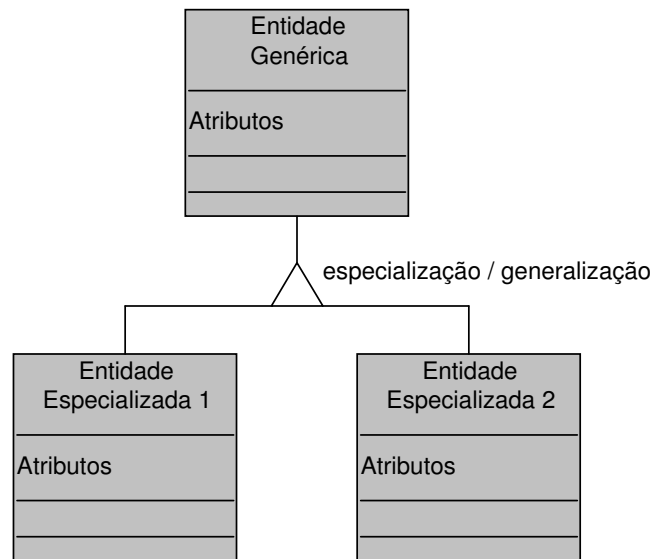 Entidade
Genérica
Atributos
especialização / generalização
Entidade
Especializada 1
Atributos
Entidade
Especializada 2
Atributos